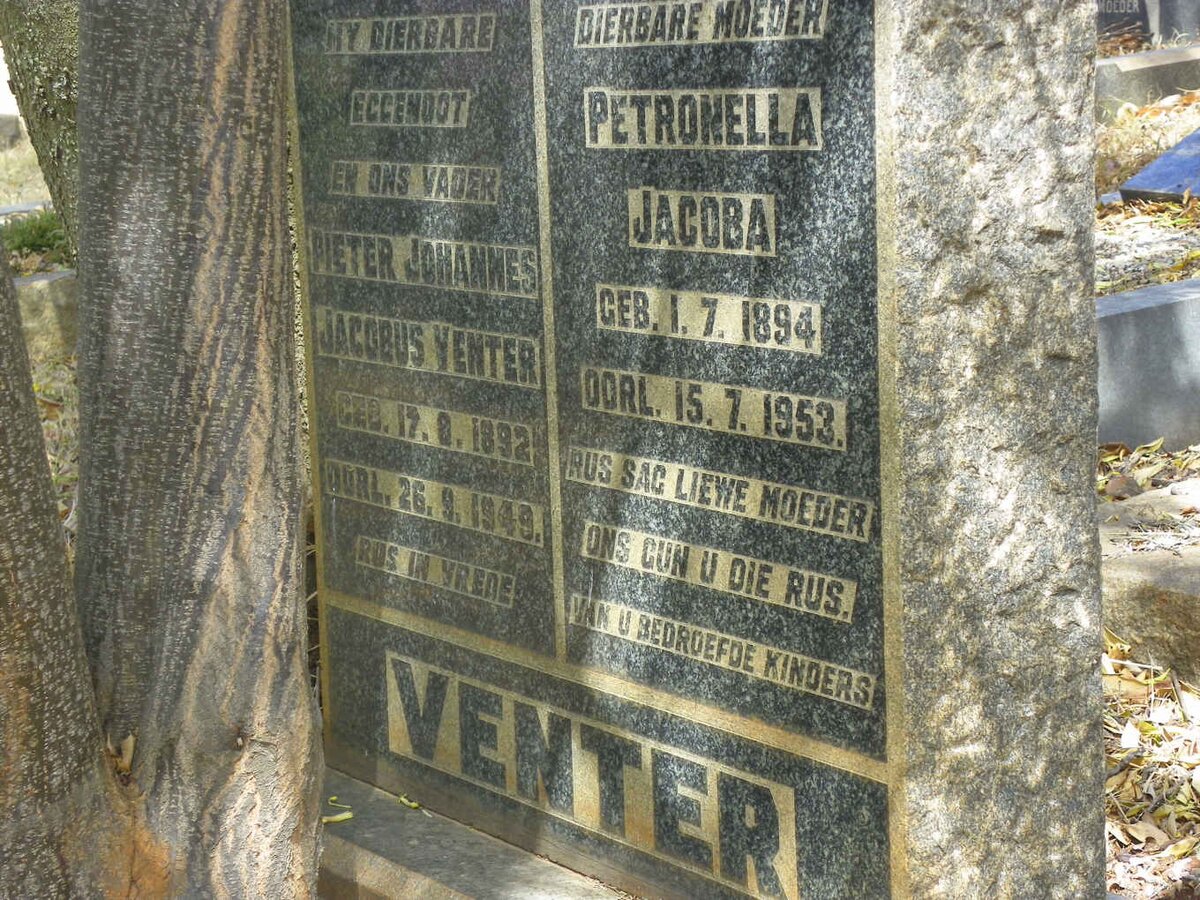 MY DIERBARE
EGGENOOT
EN ONS VADER
PIETER JOHANNES
JACOBUS VENTER
GEB. 17. 8. 1892
OORL. 26. 9. 1949.
RUS IN VREDE
DIERBARE MOEDER
PETRONELLA
JACOBA
GEB. 1. 7. 1894
OORL. 15. 7. 1953.
RUS SAG LIEWE MOEDER
ONS GUN U DIE RUS.
VAN U BEDROEFDE KINDERS
VENTER
MOEDER